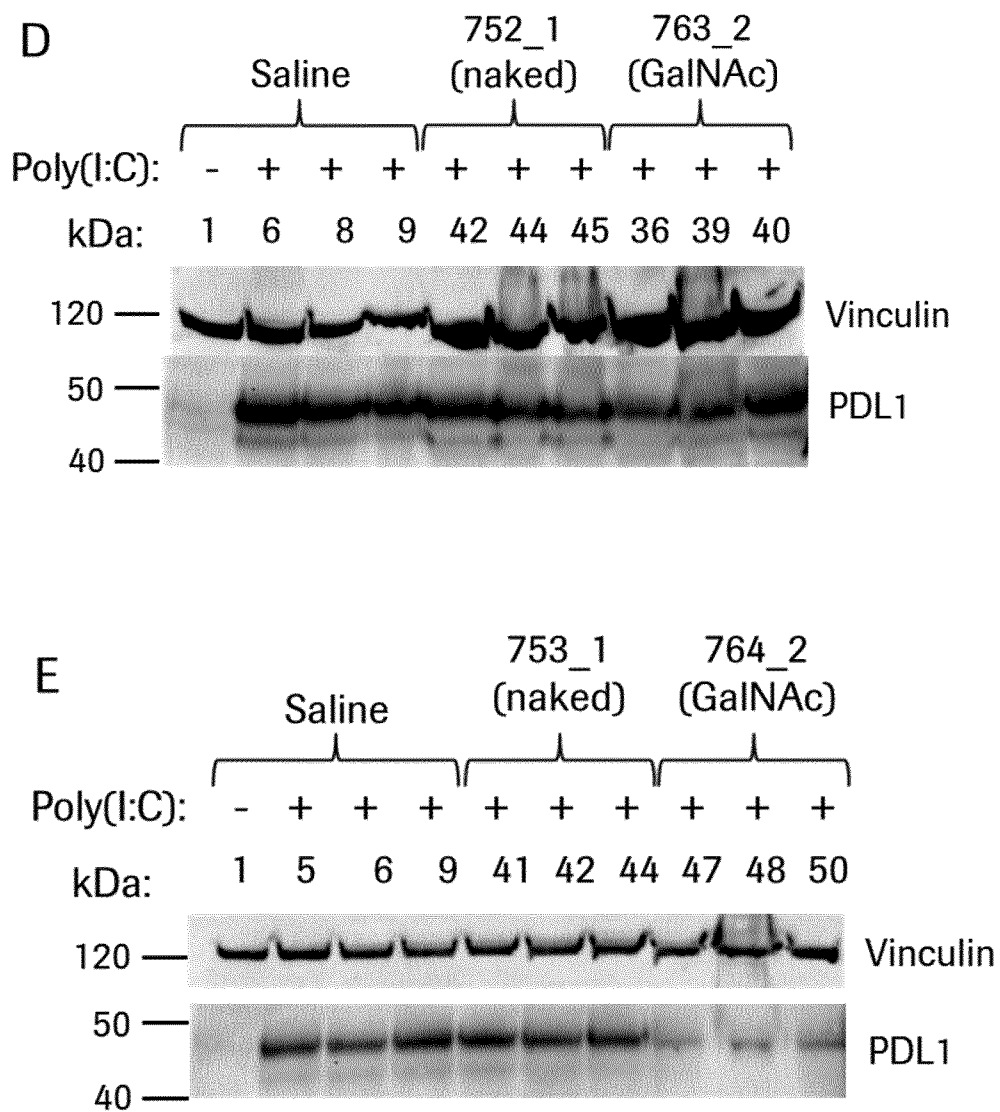 D
752_1 763_2
Saline (naked) (GalNAc)
Poly(I:C): - + + + + + + + + +
kDa: 1 6 8 9 42 44 45 36 39 40
120 Vinculin
50
PDL1
40
E
753_1 764_2
Saline (naked) (GalNAc)
Poly(I:C): - + + + + + + + + +
kDa: 1 5 6 9 41 42 44 47 48 50
120 Vinculin
50
PDL1
40